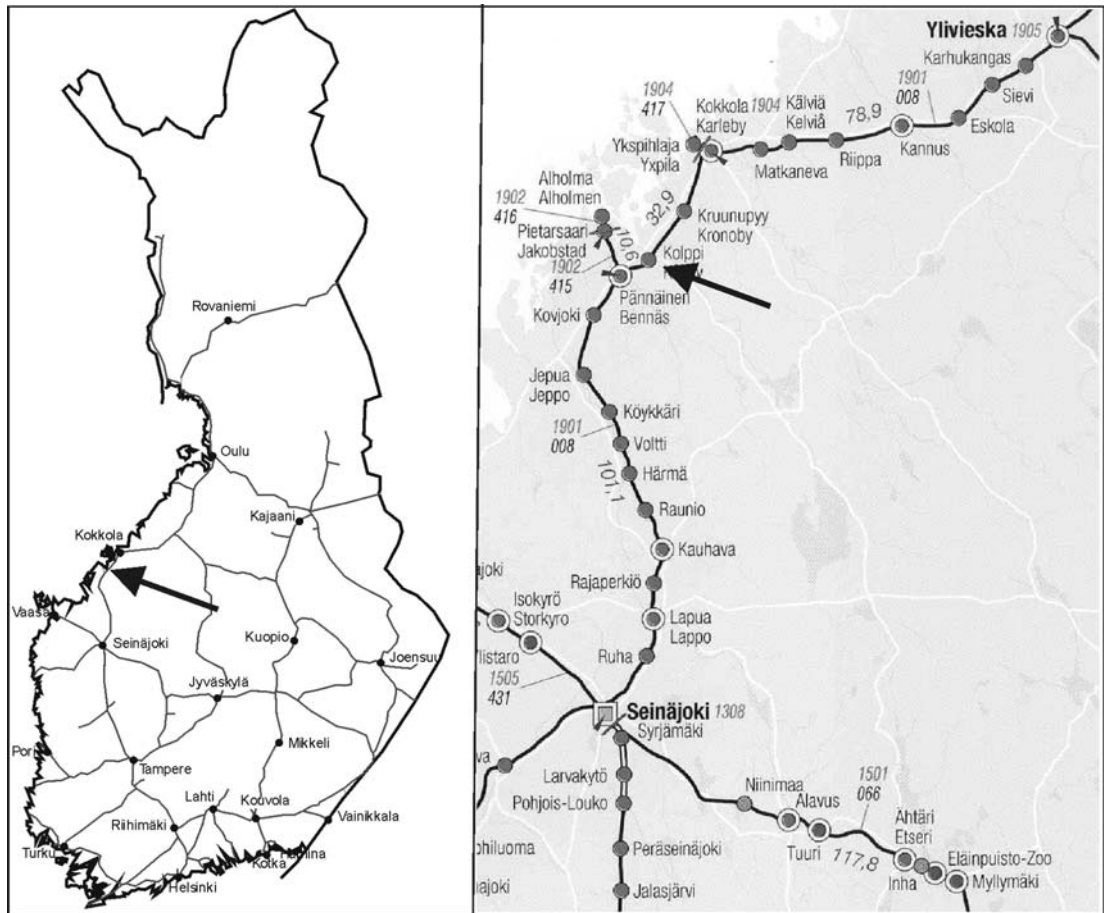 Rovaniemi
Oulu
Kajaani
Kokkola
Vaasa
Seinäjoki
Kuopio
Joensuu
Jyväskylä
Mikkeli
Pori
Tampere
Lahti
Kouvola
Vainikkala
Riihimäki
Turku
Kotka
Helsinki
Ylivieska 1905
Karhukangas
1901
008
Sievi
Eskola
1904
417
Kokkola 1904
Karleby
Kälviä
Kelviå
78,9
Kannus
Riippa
Matkaneva
Ykspihlaja
Yxpila
Alholma
Alholmen
1902
416
Pietarsaari
Jakobstad
32,9
Kruunupyy
Kronoby
10,6
Kolppi
1902
415
Pännäinen
Bennäs
Kovjoki
Jepua
Jeppo
Köykkäri
1901
008
Voltti
Härmä
101,1
Raunio
Kauhava
Rajaperkiö
ajoki
Isokyrö
Storkyro
Lapua
Lappo
listaro
Ruha
1505
431
Seinäjoki 1308
Syrjämäki
va
Larvakytö
Pohjois-Louko
Niinimaa
Alavus
1501
066
Ähtäri
Etseri
Tuuri
117,8
Inha
Eläinpuisto-Zoo
Myllymäki
hiluoma
Peräseinäjoki
ajoki
Jalasjärvi